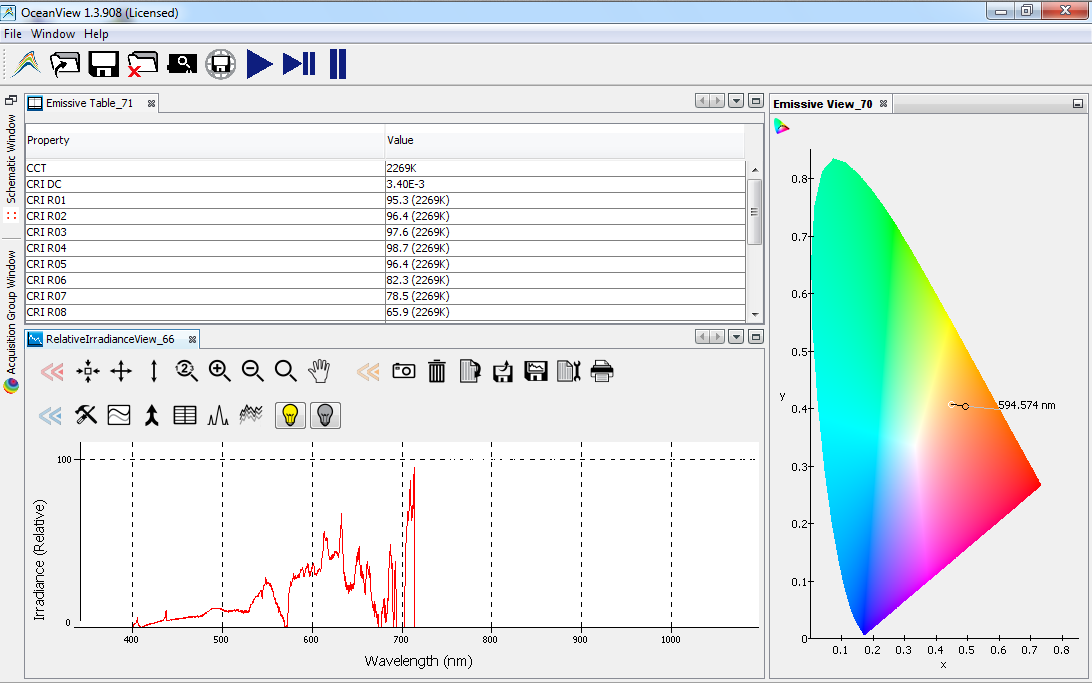 OceanView 1.3.908 (Licensed)
File Window Help
Schematic Window
Acquisition Group Window
Emissive Table_71
Property Value
CCT 2269K
CRI DC 3.40E-3
CRI R01 95.3 (2269K)
CRI R02 96.4 (2269K)
CRI R03 97.6 (2269K)
CRI R04 98.7 (2269K)
CRI R05 96.4 (2269K)
CRI R06 82.3 (2269K)
CRI R07 78.5 (2269K)
CRI R08 65.9 (2269K)
RelativeIrradianceView_66
2
Irradiance (Relative)
100
0
400 500 600 700 800 900 1000
Wavelength (nm)
Emissive View_70
0.8
0.7
0.6
0.5
y
0.4
594.574 nm
0.3
0.2
0.1
0
0.1 0.2 0.3 0.4 0.5 0.6 0.7 0.8
x